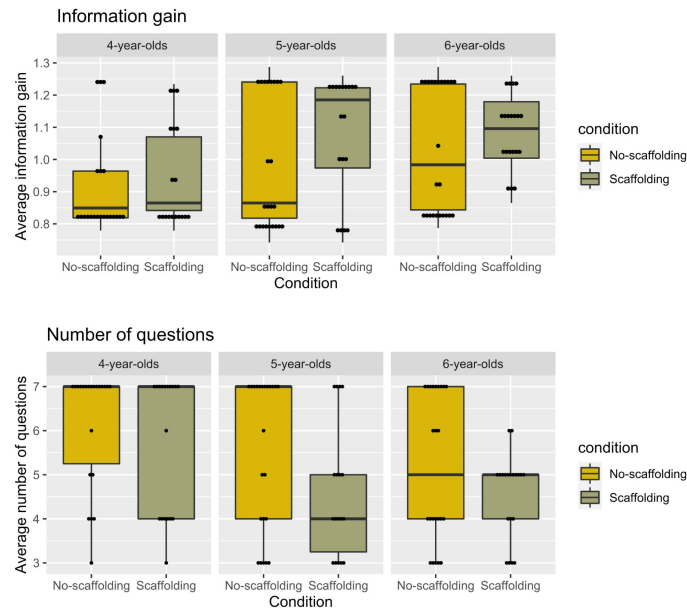 Information gain
4-year-olds 5-year-olds 6-year-olds
Average information gain
1.3
1.2
1.1
1.0
0.9
0.8
No-scaffolding Scaffolding No-scaffolding Scaffolding No-scaffolding Scaffolding
Condition
condition
No-scaffolding
Scaffolding
Number of questions
4-year-olds 5-year-olds 6-year-olds
Average number of questions
7
6
5
4
3
No-scaffolding Scaffolding No-scaffolding Scaffolding No-scaffolding Scaffolding
Condition
condition
No-scaffolding
Scaffolding